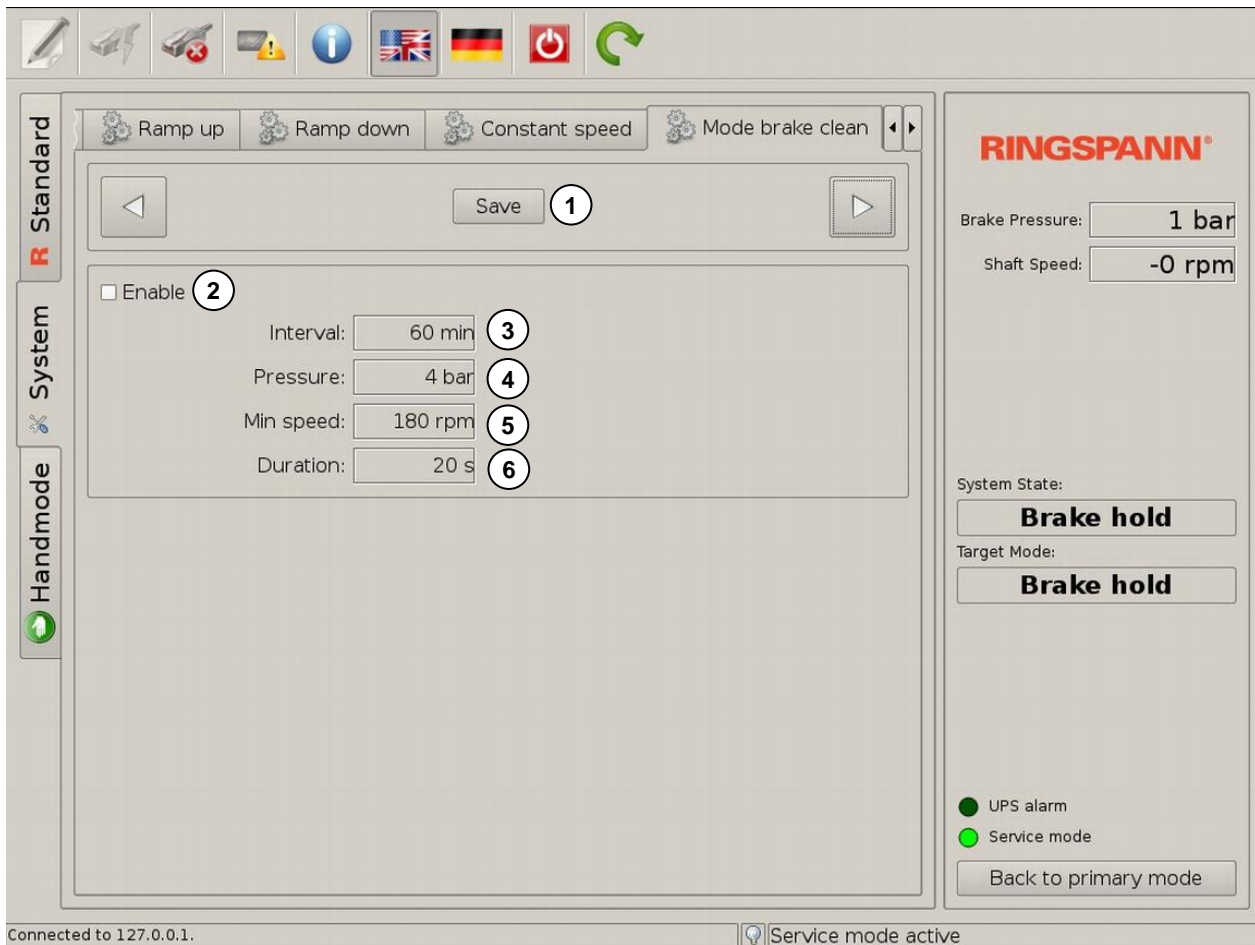 Ramp up
Ramp down
Constant speed
Mode brake clean
Standard
R
System
Handmode
Save
1
Enable
2
Interval: 60 min
3
Pressure: 4 bar
4
Min speed: 180 rpm
5
Duration: 20 s
6
RINGSPANN®
Brake Pressure: 1 bar
Shaft Speed: -0 rpm
System State:
Brake hold
Target Mode:
Brake hold
UPS alarm
Service mode
Back to primary mode
Connected to 127.0.0.1.
Service mode active